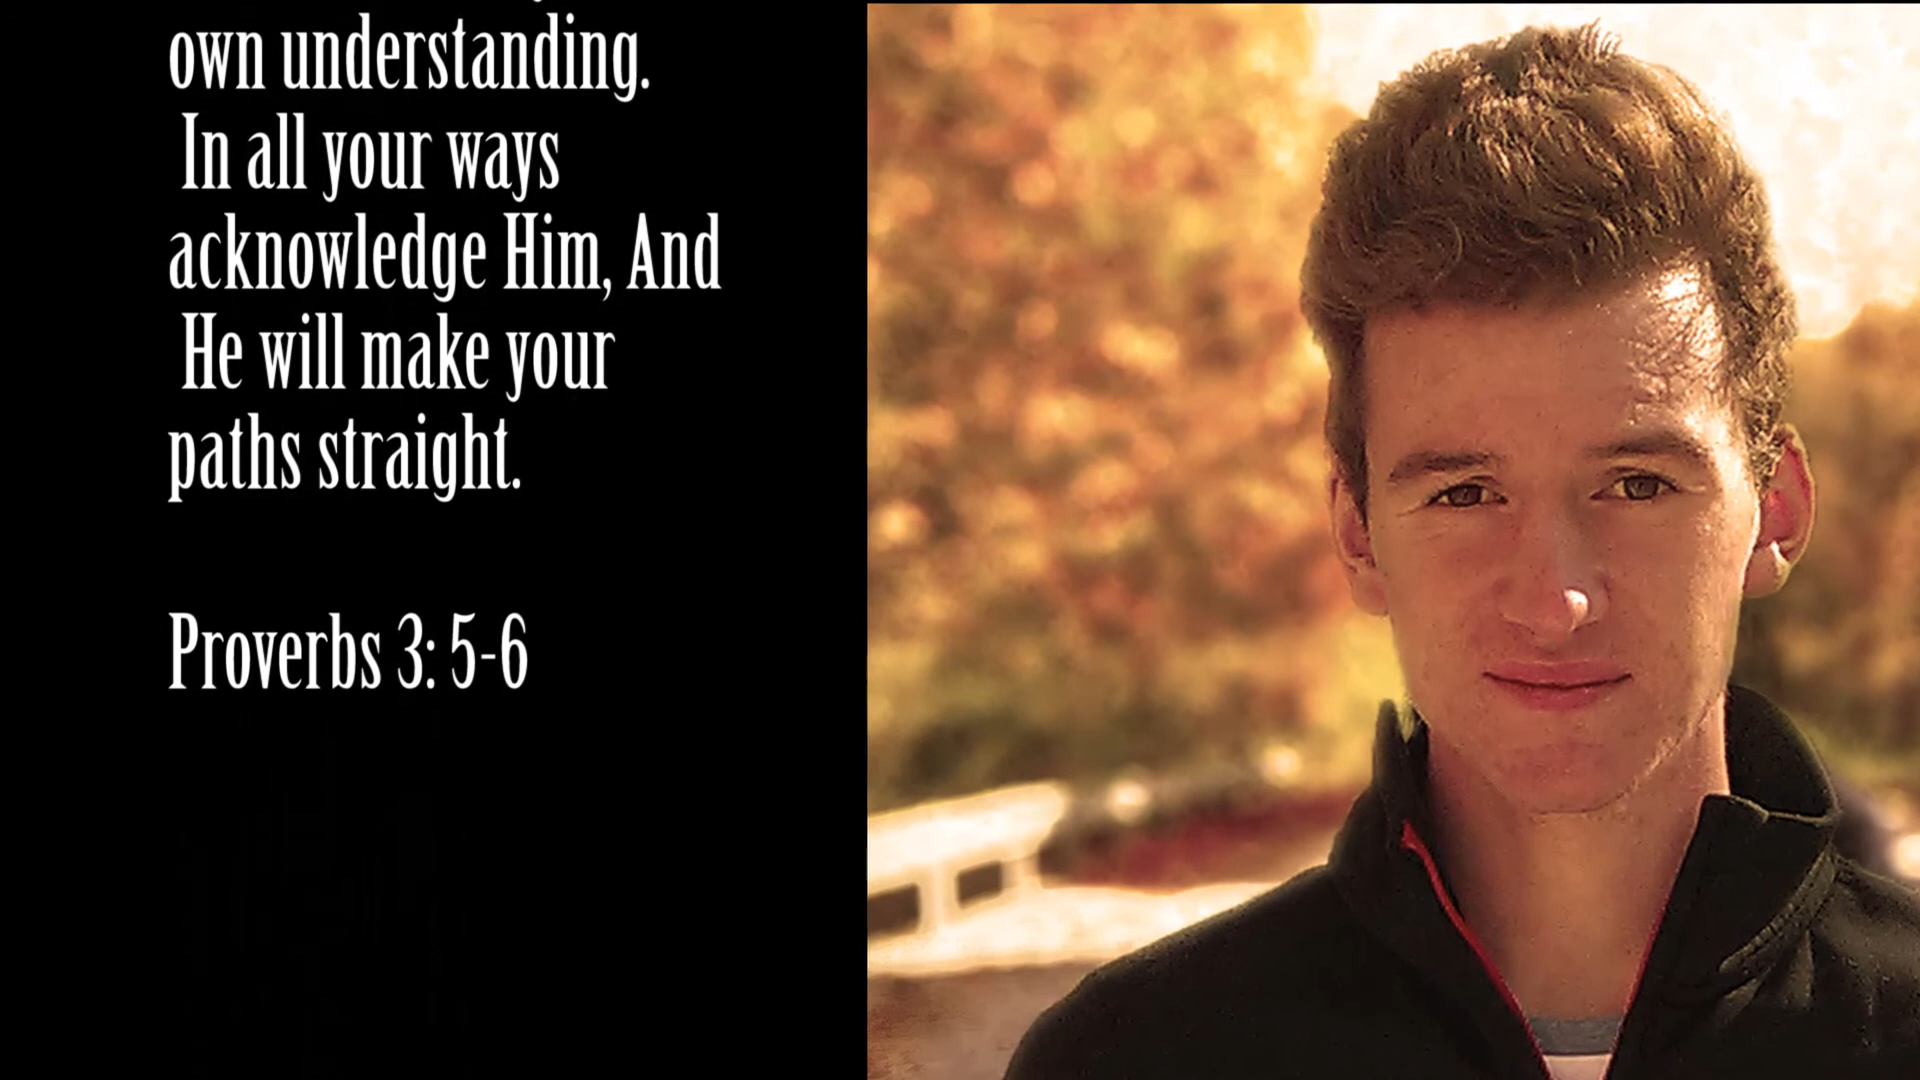 own understanding.
In all your ways
acknowledge Him, And
He will make your
paths straight.
Proverbs 3: 5-6